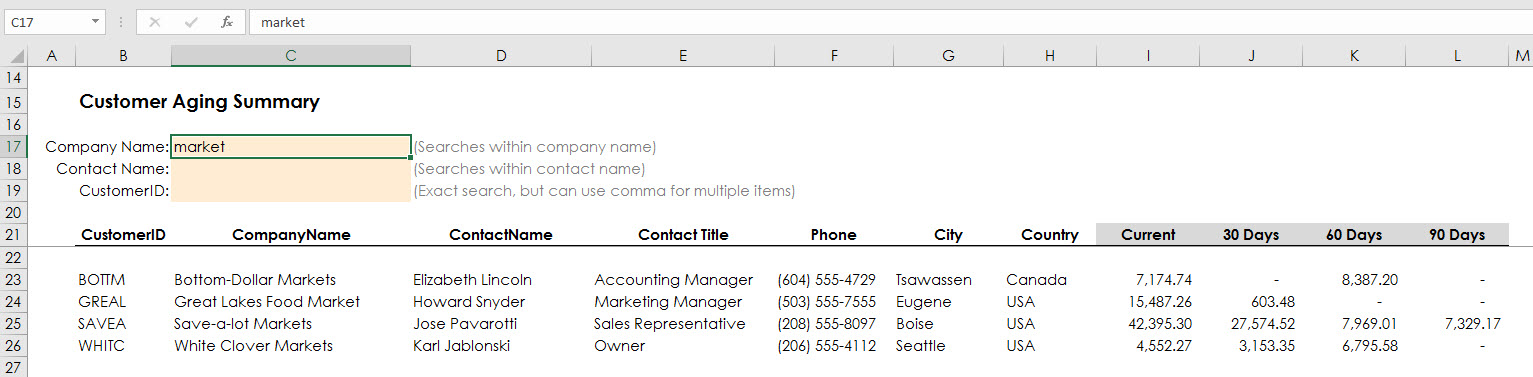 C17 fx market
A B C D E F G H I J K L M
14
15 Customer Aging Summary
16
17 Company Name: market (Searches within company name)
18 Contact Name: (Searches within contact name)
19 CustomerID: (Exact search, but can use comma for multiple items)
20
21 CustomerID CompanyName ContactName Contact Title Phone City Country Current 30 Days 60 Days 90 Days
22
23 BOTTM Bottom-Dollar Markets Elizabeth Lincoln Accounting Manager (604) 555-4729 Tsawassen Canada 7,174.74 - 8,387.20 -
24 GREAL Great Lakes Food Market Howard Snyder Marketing Manager (503) 555-7555 Eugene USA 15,487.26 603.48 - -
25 SAVEA Save-a-lot Markets Jose Pavarotti Sales Representative (208) 555-8097 Boise USA 42,395.30 27,574.52 7,969.01 7,329.17
26 WHITC White Clover Markets Karl Jablonski Owner (206) 555-4112 Seattle USA 4,552.27 3,153.35 6,795.58 -
27